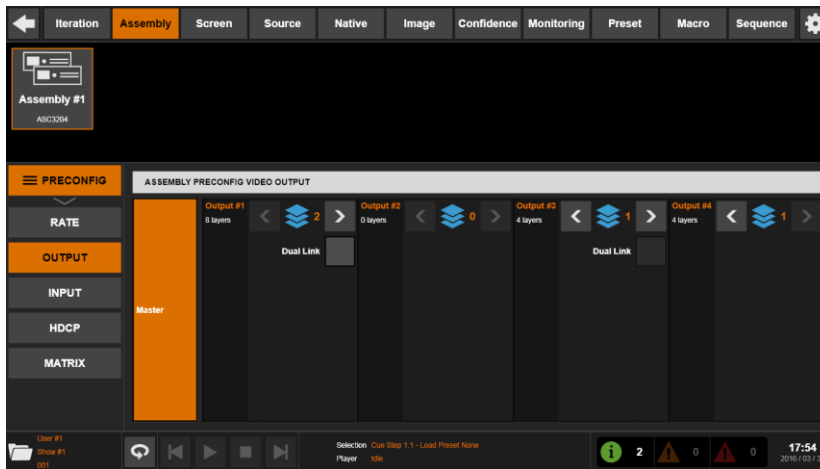 Iteration Assembly Screen Source Native Image Confidence Monitoring Preset Macro Sequence
Assembly #1
ASC3204
PRECONFIG
RATE
OUTPUT
INPUT
HDCP
MATRIX
ASSEMBLY PRECONFIG VIDEO OUTPUT
Master
Output #1
8 layers
2
Dual Link
Output #2
0 layers
0
Output #3
4 layers
1
Dual Link
Output #4
4 layers
1
User #1
Show #1
001
Selection Cue Step 1.1 - Load Preset None
Player Idle
2
0
0
17:54
2016 / 03 /